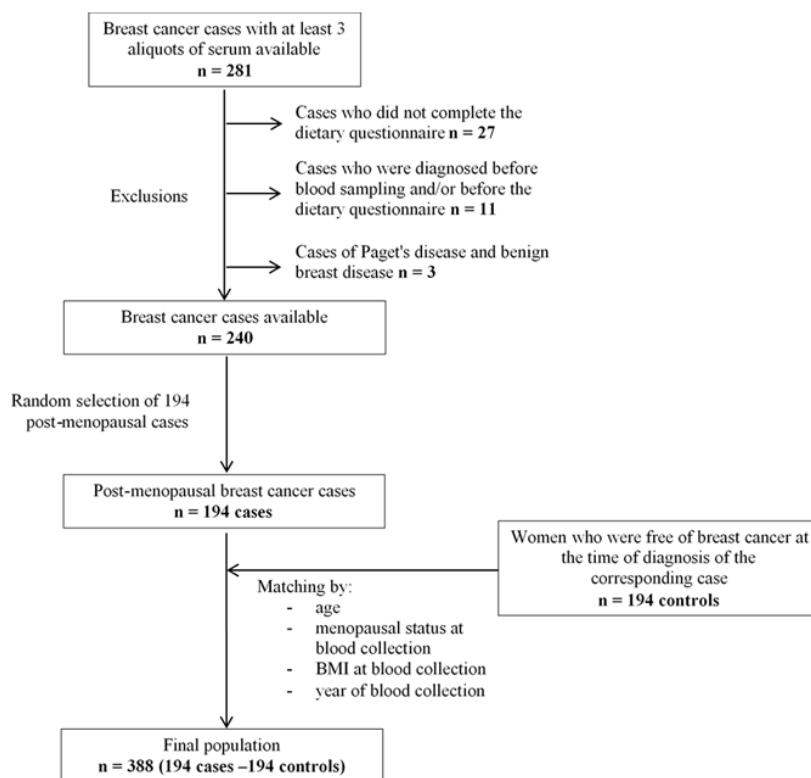 Breast cancer cases with at least 3
aliquots of serum available
n = 281
Cases who did not complete the
dietary questionnaire n = 27
Cases who were diagnosed before
blood sampling and/or before the
dietary questionnaire n = 11
Exclusions
Cases of Paget's disease and benign
breast disease n = 3
Breast cancer cases available
n = 240
Random selection of 194
post-menopausal cases
Post-menopausal breast cancer cases
n = 194 cases
Women who were free of breast cancer at
the time of diagnosis of the
corresponding case
n = 194 controls
Matching by:
- age
- menopausal status at
blood collection
- BMI at blood collection
- year of blood collection
Final population
n = 388 (194 cases –194 controls)